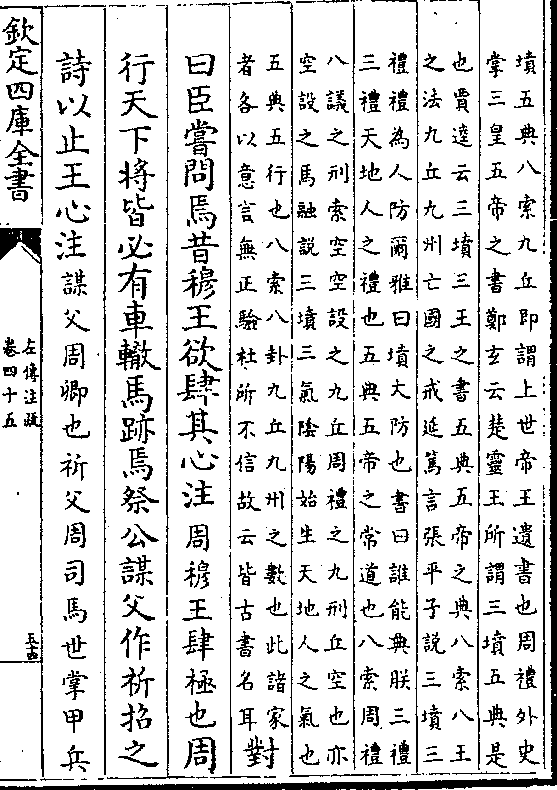 墳五典八索九丘即謂上世帝王遺書也周禮外史
掌三皇五帝之書鄭玄云楚靈王所謂三墳五典是
也賈逵云三墳三王之書五典五帝之典八索八王
之法九丘九州亡國之戒延篤言張平子說三墳三
禮禮為人防爾雅曰墳大防也書曰誰能典朕三禮
三禮天地人之禮也五典五帝之常道也八索周禮
八議之刑索空空設之九丘周禮之九刑丘空也亦
空設之馬融說三墳三氣陰陽始生天地人之氣也
五典五行也八索八卦九丘九州之數也此諸家
者各以意言無正驗杜所不信故云皆古書名耳
對
曰臣嘗問焉昔穆王欲肆其心注周穆王肆極也周
行天下將皆必有車轍馬跡焉祭公謀父作祈招之
詩以止王心注謀父周卿也祈父周司馬世掌甲兵
欽定四庫全書
左傳注疏
卷四十五
五十四